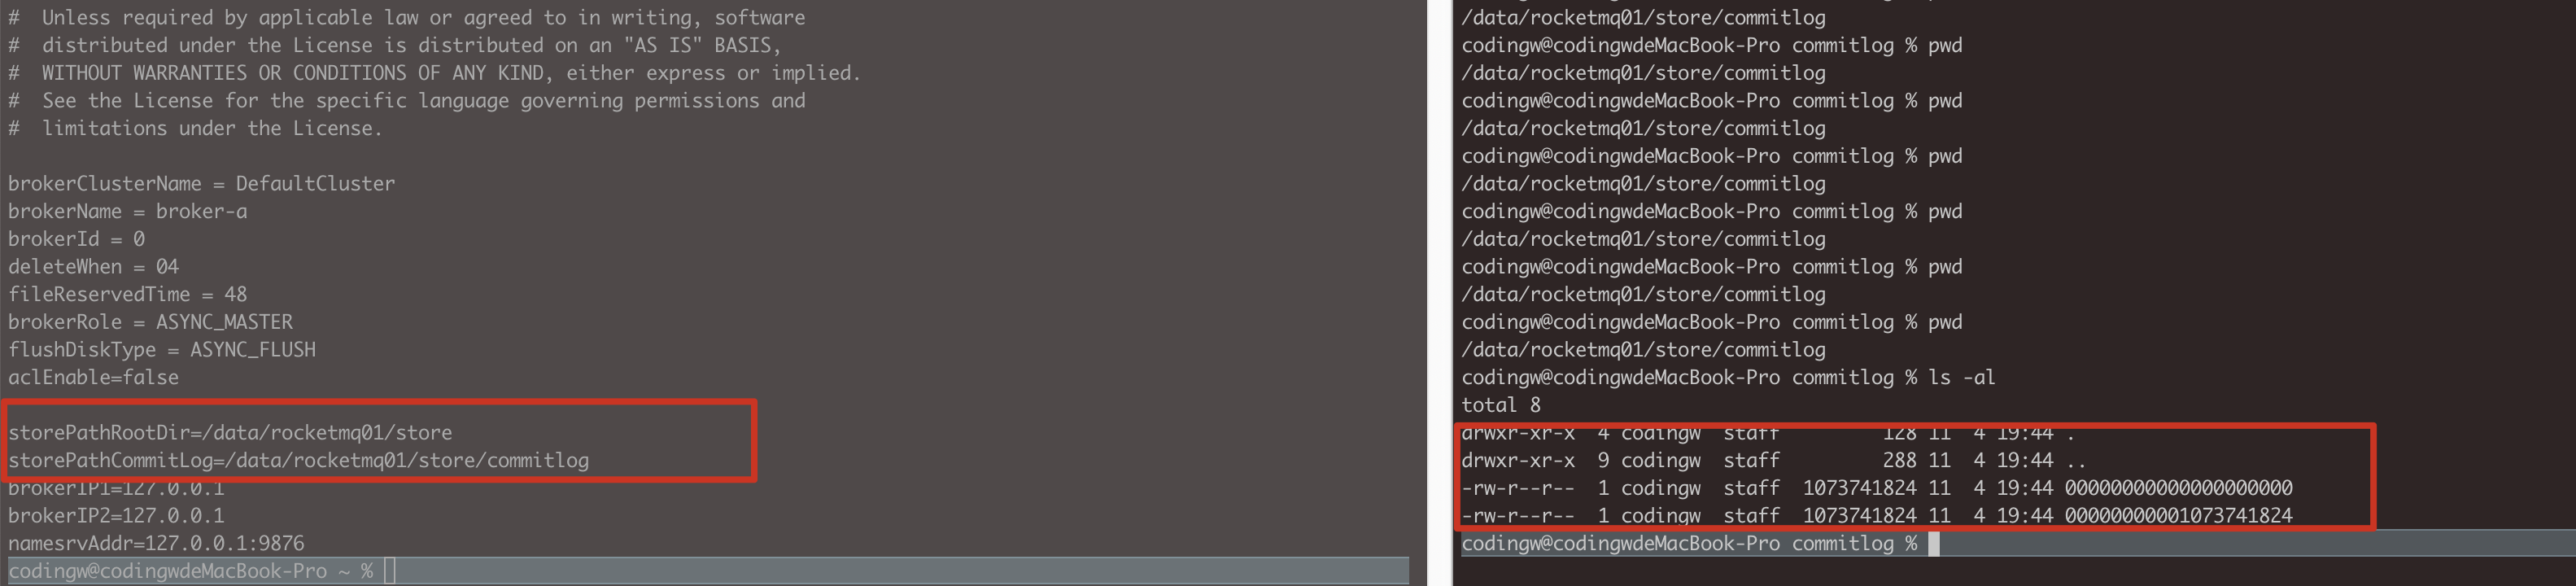 #  Unless required by applicable law or agreed to in writing, software
#  distributed under the License is distributed on an "AS IS" BASIS,
#  WITHOUT WARRANTIES OR CONDITIONS OF ANY KIND, either express or implied.
#  See the License for the specific language governing permissions and
#  limitations under the License.
brokerClusterName = DefaultCluster
brokerName = broker-a
brokerId = 0
deleteWhen = 04
fileReservedTime = 48
brokerRole = ASYNC_MASTER
flushDiskType = ASYNC_FLUSH
aclEnable=false
storePathRootDir=/data/rocketmq01/store
storePathCommitLog=/data/rocketmq01/store/commitlog
brokerIP1=127.0.0.1
brokerIP2=127.0.0.1
namesrvAddr=127.0.0.1:9876
codingw@codingwdeMacBook-Pro ~ %
/data/rocketmq01/store/commitlog
codingw@codingwdeMacBook-Pro commitlog % pwd
/data/rocketmq01/store/commitlog
codingw@codingwdeMacBook-Pro commitlog % pwd
/data/rocketmq01/store/commitlog
codingw@codingwdeMacBook-Pro commitlog % pwd
/data/rocketmq01/store/commitlog
codingw@codingwdeMacBook-Pro commitlog % pwd
/data/rocketmq01/store/commitlog
codingw@codingwdeMacBook-Pro commitlog % pwd
/data/rocketmq01/store/commitlog
codingw@codingwdeMacBook-Pro commitlog % pwd
/data/rocketmq01/store/commitlog
codingw@codingwdeMacBook-Pro commitlog % ls -al
total 8
drwxr-xr-x  4 codingw  staff         128 11  4 19:44 .
drwxr-xr-x  9 codingw  staff         288 11  4 19:44 ..
-rw-r--r--  1 codingw  staff  1073741824 11  4 19:44 00000000000000000000
-rw-r--r--  1 codingw  staff  1073741824 11  4 19:44 00000000001073741824
codingw@codingwdeMacBook-Pro commitlog %